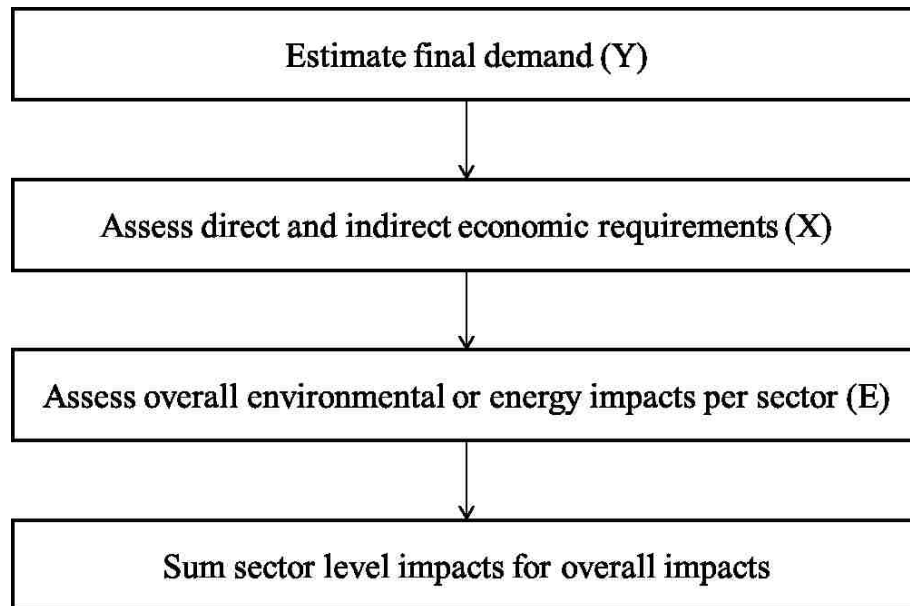 Estimate final demand (Y)
Assess direct and indirect economic requirements (X)
Assess overall environmental or energy impacts per sector (E)
Sum sector level impacts for overall impacts